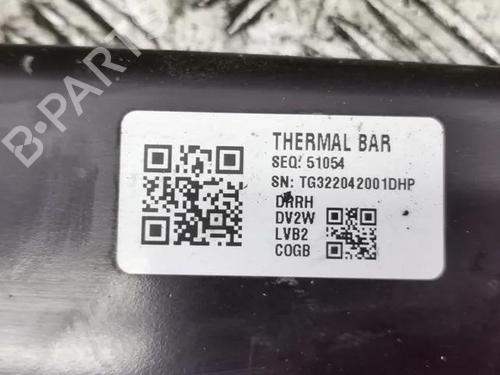 B-PARTS
THERMAL BAR
SEQ: 51054
SN: TG322042001DHP
DRRH
DV2W
LVB2
COGB